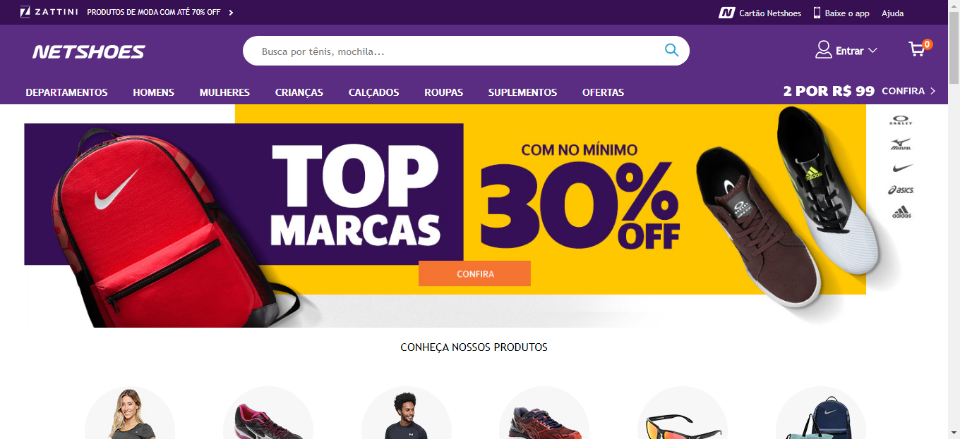 ZATTINI PRODUTOS DE MODA COM ATÉ 70% OFF
Cartão Netshoes Baixe o app Ajuda
NETSHOES
Busca por tênis, mochila...
Entrar
0
DEPARTAMENTOS HOMENS MULHERES CRIANÇAS CALÇADOS ROUPAS SUPLEMENTOS OFERTAS
2 POR R$ 99 CONFIRA
TOP
MARCAS
COM NO MÍNIMO
30%
OFF
CONFIRA
OAKLEY
MIZUNO
asics
adidas
CONHEÇA NOSSOS PRODUTOS